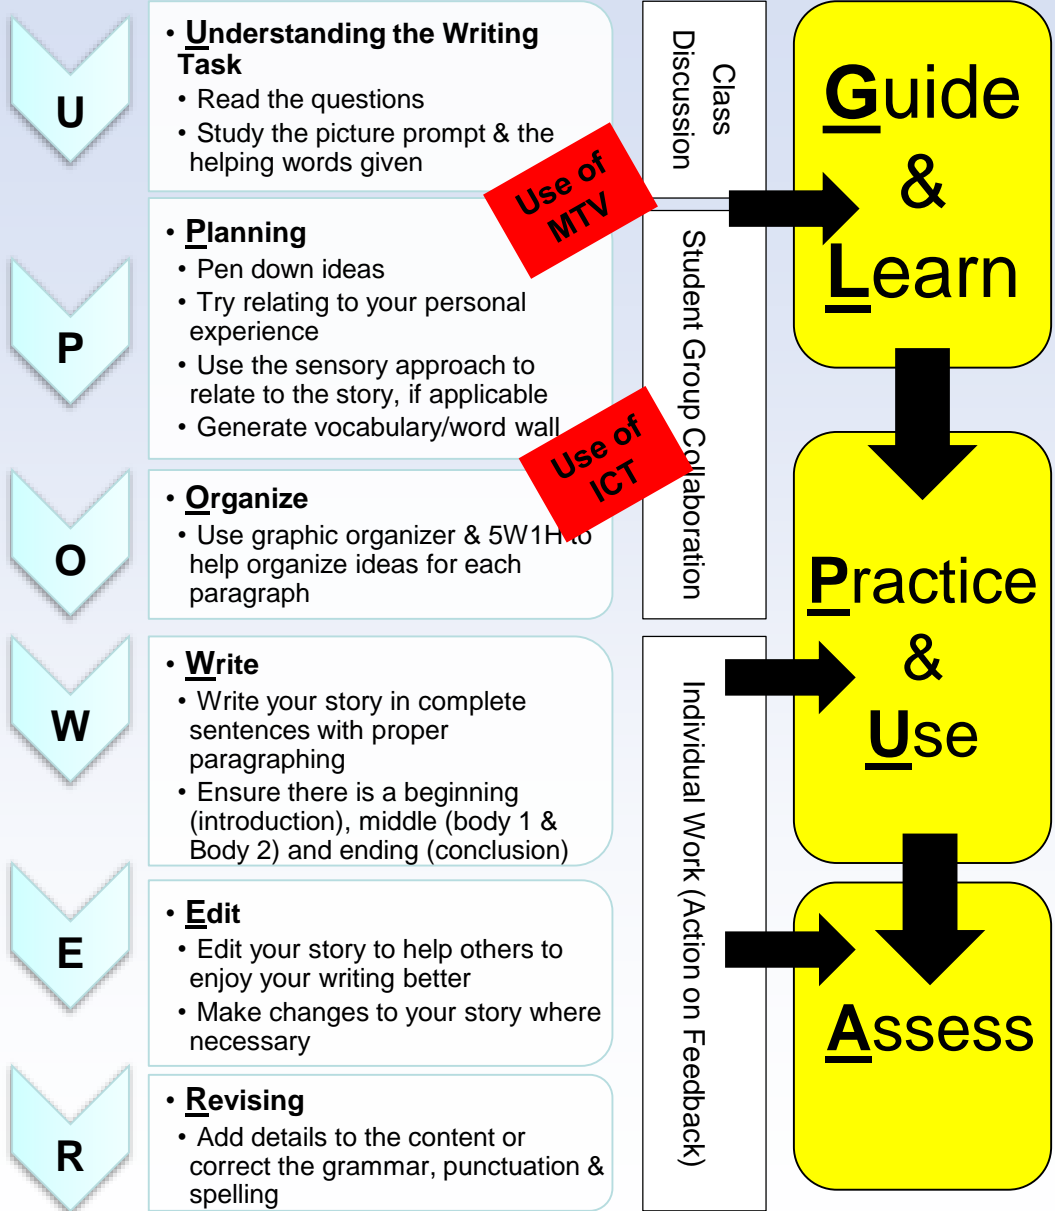 U
• Understanding the Writing
Task
• Read the questions
• Study the picture prompt & the
helping words given
P
• Planning
• Pen down ideas
• Try relating to your personal
experience
• Use the sensory approach to
relate to the story, if applicable
• Generate vocabulary/word wall
O
• Organize
• Use graphic organizer & 5W1H to
help organize ideas for each
paragraph
W
• Write
• Write your story in complete
sentences with proper
paragraphing
• Ensure there is a beginning
(introduction), middle (body 1 &
Body 2) and ending (conclusion)
E
• Edit
• Edit your story to help others to
enjoy your writing better
• Make changes to your story where
necessary
R
• Revising
• Add details to the content or
correct the grammar, punctuation &
spelling
Use of
MTV
Use of
ICT
Class
Discussion
Student Group Collaboration
Individual Work (Action on Feedback)
Guide
&
Learn
Practice
&
Use
Assess